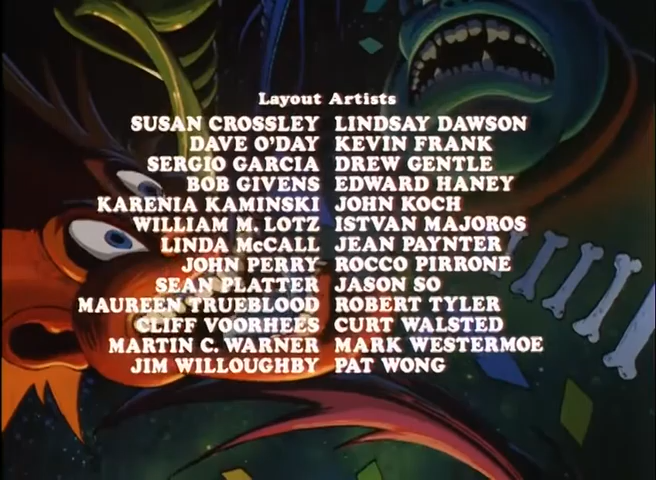 Layout Artists
SUSAN CROSSLEY LINDSAY DAWSON
DAVE O'DAY KEVIN FRANK
SERGIO GARCIA DREW GENTLE
BOB GIVENS EDWARD HANEY
KARENIA KAMINSKI JOHN KOCH
WILLIAM M. LOTZ ISTVAN MAJOROS
LINDA McCALL JEAN PAYNTER
JOHN PERRY ROCCO PIRRONE
SEAN PLATTER JASON SO
MAUREEN TRUEBLOOD ROBERT TYLER
CLIFF VOORHEES CURT WALSTED
MARTIN C. WARNER MARK WESTERMOE
JIM WILLOUGHBY PAT WONG